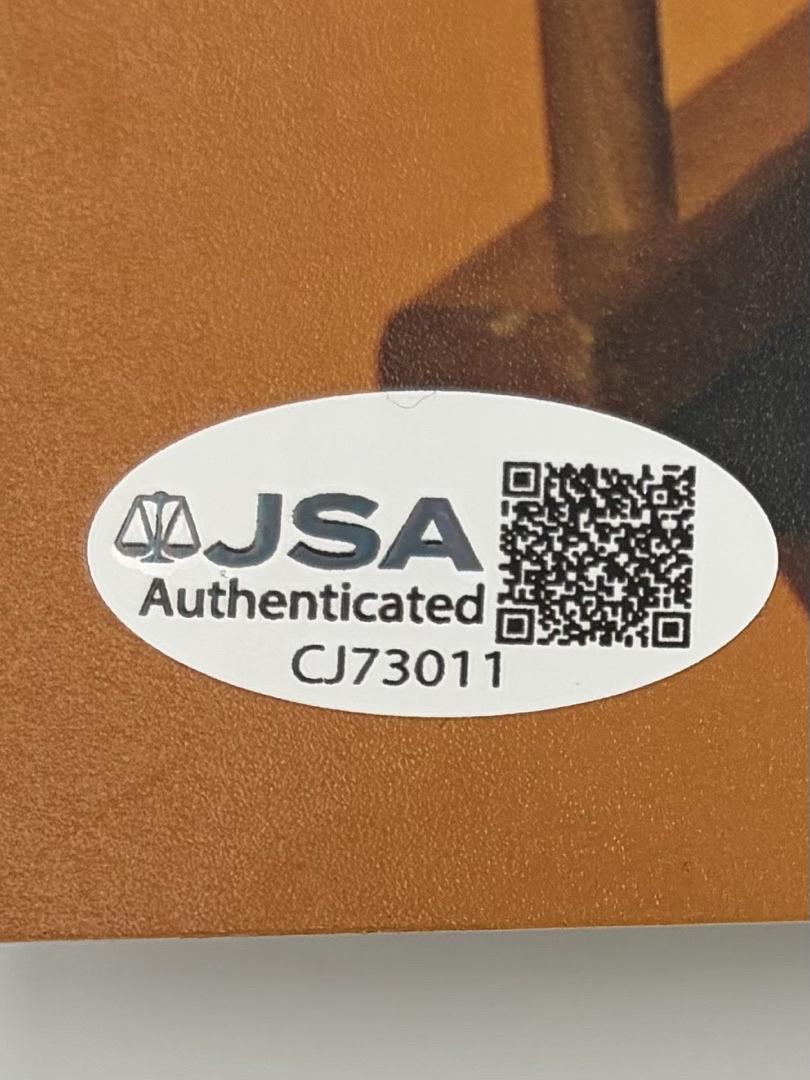 JSA
Authenticated
CJ73011